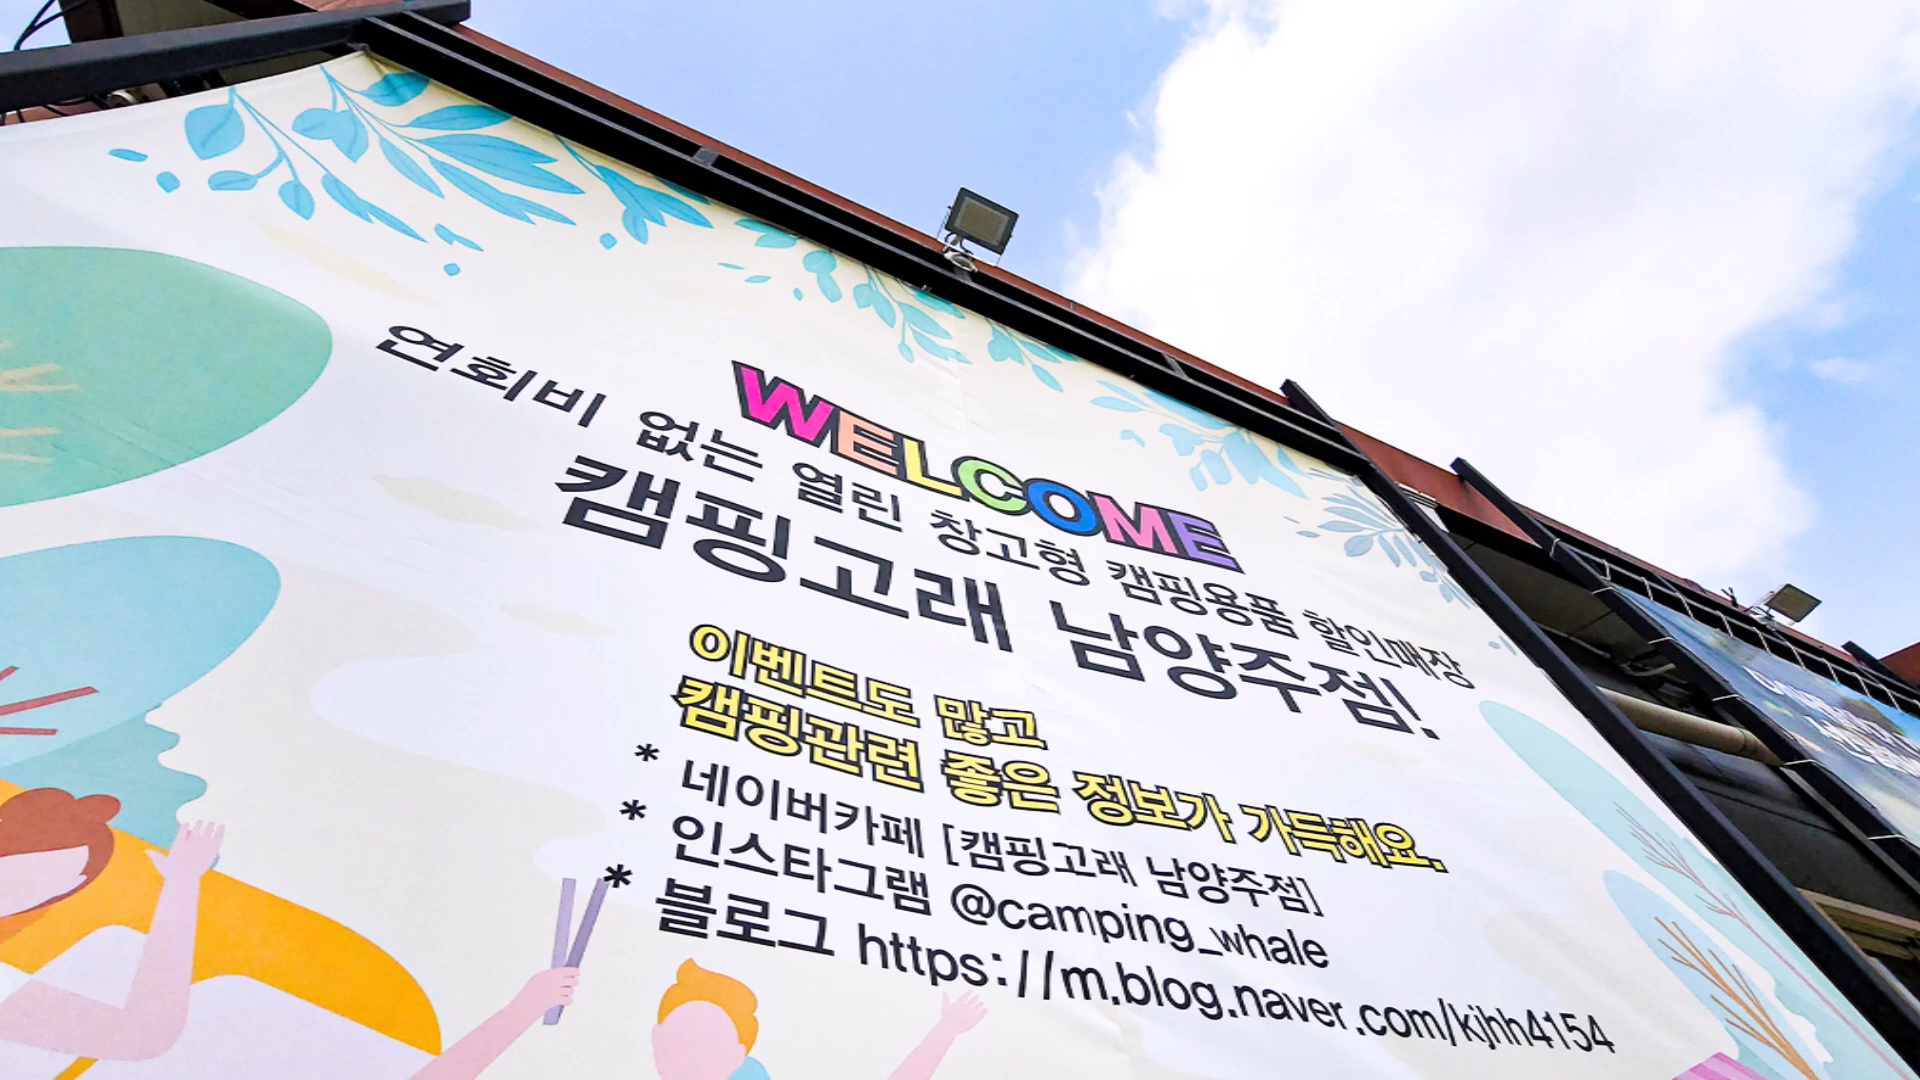 WELCOME
연회비 없는 열린 창고형 캠핑용품 할인매장
캠핑고래 남양주점!
이벤트도 많고
캠핑관련 좋은 정보가 가득해요.
* 네이버카페 [캠핑고래 남양주점]
* 인스타그램 @camping_whale
* 블로그 https://m.blog.naver.com/kjhh4154